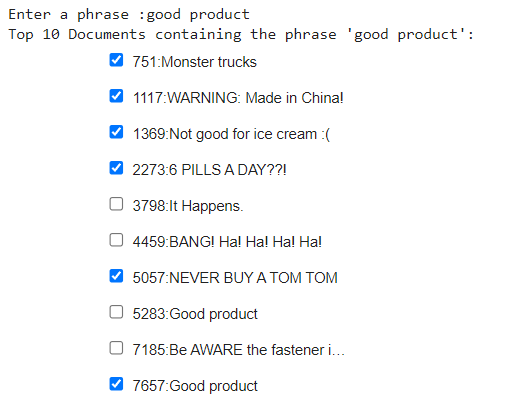 Enter a phrase :good product
Top 10 Documents containing the phrase 'good product':
751:Monster trucks
1117:WARNING: Made in China!
1369:Not good for ice cream :(
2273:6 PILLS A DAY??!
3798:It Happens.
4459:BANG! Ha! Ha! Ha! Ha!
5057:NEVER BUY A TOM TOM
5283:Good product
7185:Be AWARE the fastener i...
7657:Good product